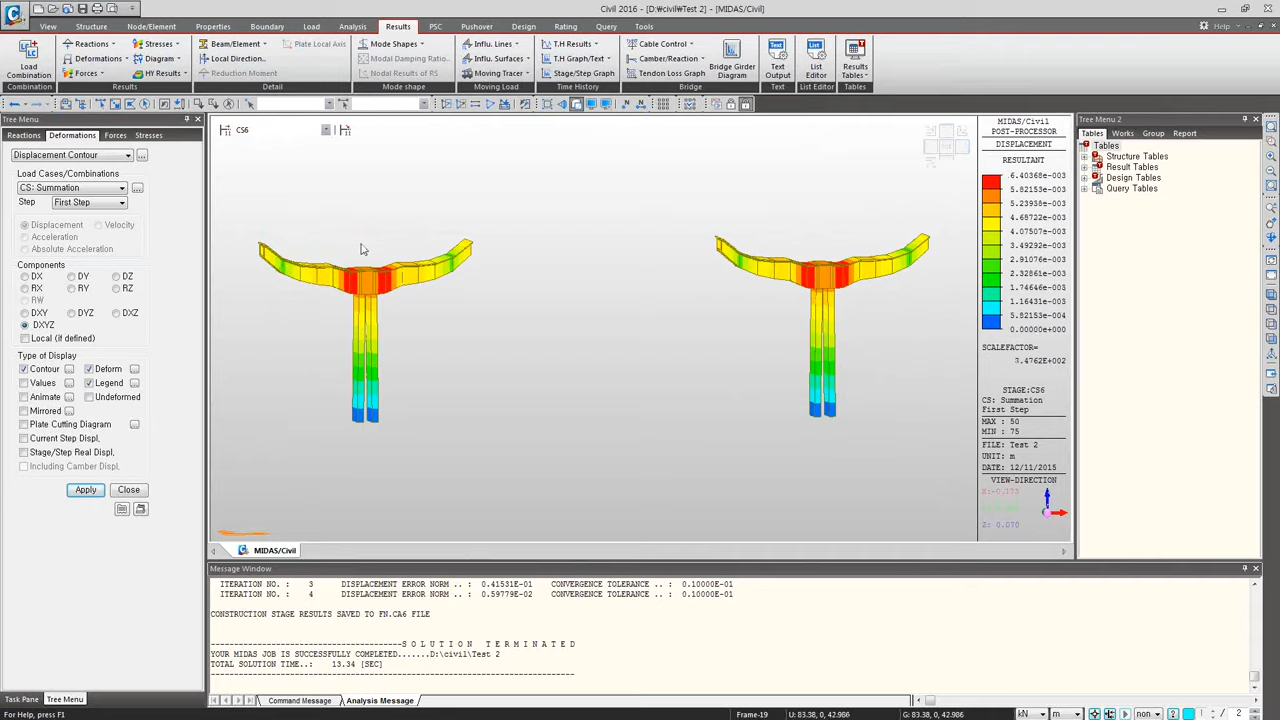 Civil 2016 - [D:\civil\Test 2] - [MIDAS/Civil]
View Structure Node/Element Properties Boundary Load Analysis Results PSC Pushover Design Rating Query Tools Help
Load Combination
Combination
Reactions Deformations Forces
Stresses Diagram HY Results
Results
Beam/Element Local Direction.. Reduction Moment
Plate Local Axis
Detail
Mode Shapes Modal Damping Ratio.. Nodal Results of RS
Mode shape
Influ. Lines Influ. Surfaces Moving Tracer
Moving Load
T.H Results T.H Graph/Text Stage/Step Graph
Time History
Cable Control Camber/Reaction Tendon Loss Graph
Bridge Girder Diagram
Bridge
Text Output
Text
List Editor
List Editor
Results Tables
Tables
Tree Menu
Reactions Deformations Forces Stresses
Displacement Contour ...
Load Cases/Combinations
CS: Summation ...
Step First Step
Displacement Velocity
Acceleration
Absolute Acceleration
Components
DX DY DZ
RX RY RZ
RW
DXY DYZ DXZ
DXYZ
Local (if defined)
Type of Display
Contour Deform
Values Legend
Animate Undeformed
Mirrored
Plate Cutting Diagram
Current Step Displ.
Stage/Step Real Displ.
Including Camber Displ.
Apply Close
Task Pane Tree Menu
CS6
MIDAS/Civil
POST-PROCESSOR
DISPLACEMENT
RESULTANT
6.40368e-003
5.82153e-003
5.23938e-003
4.65722e-003
4.07507e-003
3.49292e-003
2.91076e-003
2.32861e-003
1.74646e-003
1.16431e-003
5.82153e-004
0.00000e+000
SCALEFACTOR=
3.4762E+002
STAGE:CS6
CS: Summation
First Step
MAX : 50
MIN : 75
FILE: Test 2
UNIT: m
DATE: 12/11/2015
VIEW-DIRECTION
X:-0.173
Z: 0.070
MIDAS/Civil
Tree Menu 2
Tables Works Group Report
Tables
Structure Tables
Result Tables
Design Tables
Query Tables
Message Window
ITERATION NO. : 3 DISPLACEMENT ERROR NORM .. : 0.41531E-01 CONVERGENCE TOLERANCE .. : 0.10000E-01
ITERATION NO. : 4 DISPLACEMENT ERROR NORM .. : 0.59779E-02 CONVERGENCE TOLERANCE .. : 0.10000E-01
CONSTRUCTION STAGE RESULTS SAVED TO FN.CA6 FILE
------------------------------------------S O L U T I O N   T E R M I N A T E D
YOUR MIDAS JOB IS SUCCESSFULLY COMPLETED.......D:\civil\Test 2
TOTAL SOLUTION TIME..: 13.34 [SEC]
Command Message Analysis Message
For Help, press F1
Frame-19 U: 83.38, 0, 42.986 G: 83.38, 0, 42.986 kN m non 2